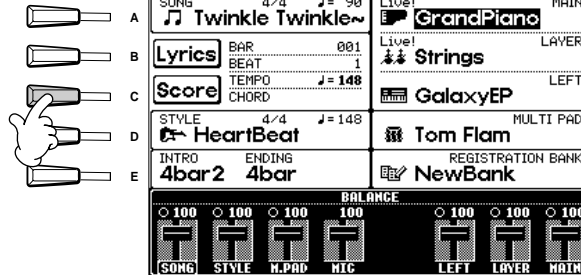 SONG 4/4 ♩= 90
Twinkle Twinkle~
Live! MAIN
GrandPiano
Lyrics
BAR 001
BEAT 1
Live! LAYER
Strings
Score
TEMPO ♩=148
CHORD
LEFT
GalaxyEP
STYLE 4/4 ♩=148
HeartBeat
MULTI PAD
Tom Flam
INTRO ENDING
4bar2 4bar
REGISTRATION BANK
NewBank
BALANCE
100 100 100 100 100 100 100
SONG STYLE M.PAD MIC LEFT LAYER MAIN
A
B
C
D
E